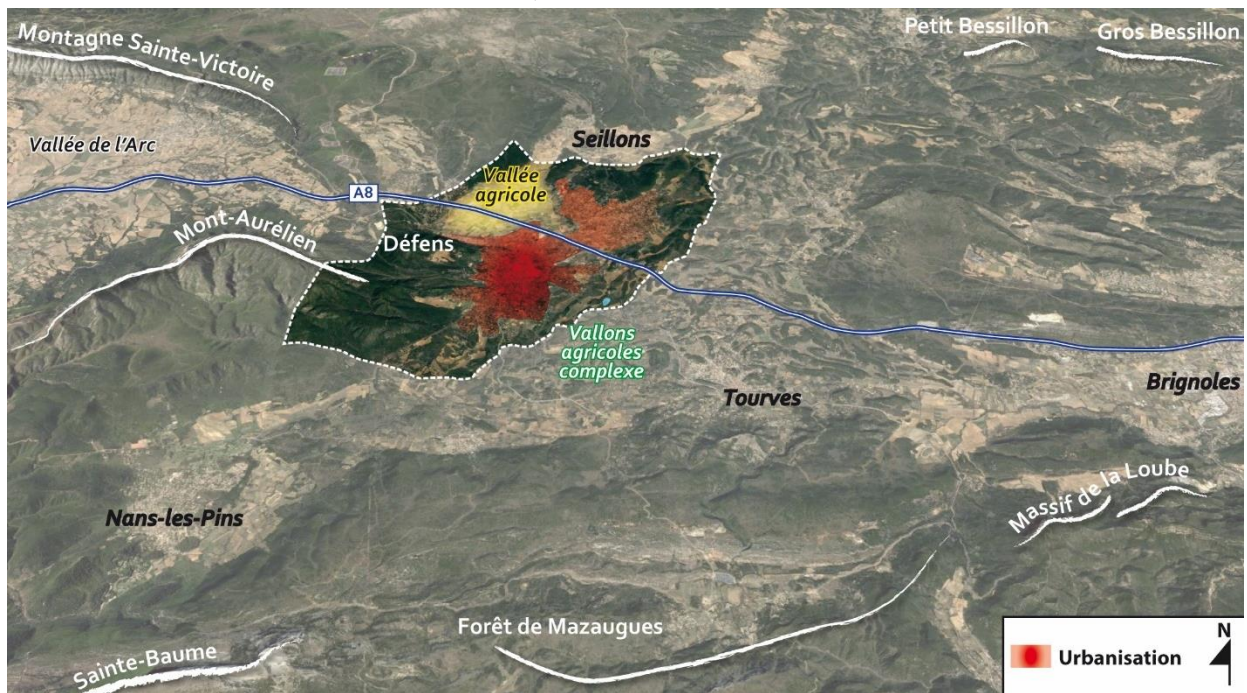 Montagne Sainte-Victoire
Petit Bessillon
Gros Bessillon
Vallée de l'Arc
Seillons
Vallée
agricole
A8
Mont-Aurélien
Défens
Vallons
agricoles
complexe
Tourves
Brignoles
Massif de la Loube
Nans-les-Pins
Forêt de Mazaugues
Sainte-Baume
N
Urbanisation